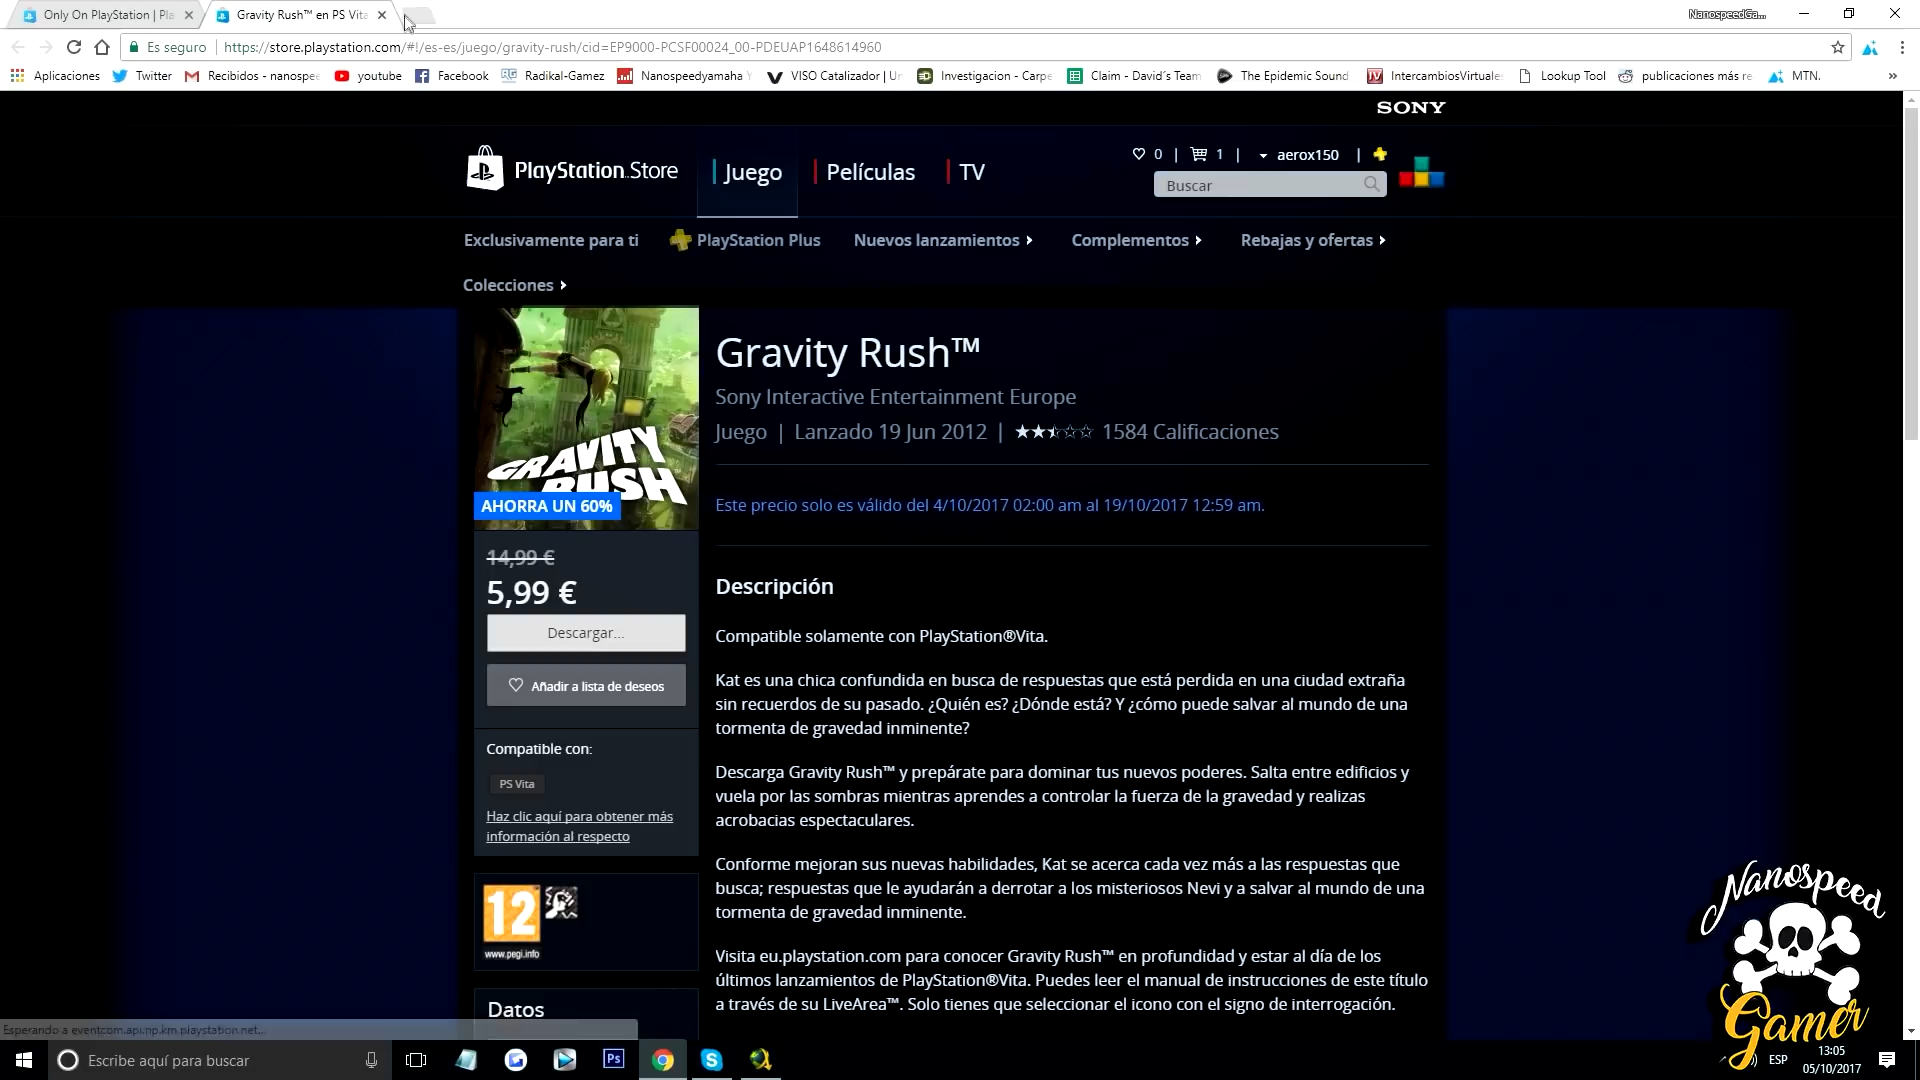 Only On PlayStation | Pla
Gravity Rush™ en PS Vita
NanospeedGa...
Es seguro
https://store.playstation.com/#!/es-es/juego/gravity-rush/cid=EP9000-PCSF00024_00-PDEUAP1648614960
Aplicaciones
Twitter
Recibidos - nanospe
youtube
Facebook
Radikal-Gamez
Nanospeedyamaha Y
VISO Catalizador | Un
Investigacion - Carpe
Claim - David´s Team
The Epidemic Sound
IntercambiosVirtuale
Lookup Tool
publicaciones más re
MTN.
»
SONY
PlayStation Store
Juego
Películas
TV
0 | 1 | aerox150 |
Buscar
Exclusivamente para ti
PlayStation Plus
Nuevos lanzamientos
Complementos
Rebajas y ofertas
Colecciones
GRAVITY RUSH
AHORRA UN 60%
14,99 €
5,99 €
Descargar...
Añadir a lista de deseos
Compatible con:
PS Vita
Haz clic aquí para obtener más
información al respecto
12
www.pegi.info
Datos
Gravity Rush™
Sony Interactive Entertainment Europe
Juego | Lanzado 19 Jun 2012 | 1584 Calificaciones
Este precio solo es válido del 4/10/2017 02:00 am al 19/10/2017 12:59 am.
Descripción
Compatible solamente con PlayStation®Vita.
Kat es una chica confundida en busca de respuestas que está perdida en una ciudad extraña
sin recuerdos de su pasado. ¿Quién es? ¿Dónde está? Y ¿cómo puede salvar al mundo de una
tormenta de gravedad inminente?
Descarga Gravity Rush™ y prepárate para dominar tus nuevos poderes. Salta entre edificios y
vuela por las sombras mientras aprendes a controlar la fuerza de la gravedad y realizas
acrobacias espectaculares.
Conforme mejoran sus nuevas habilidades, Kat se acerca cada vez más a las respuestas que
busca; respuestas que le ayudarán a derrotar a los misteriosos Nevi y a salvar al mundo de una
tormenta de gravedad inminente.
Visita eu.playstation.com para conocer Gravity Rush™ en profundidad y estar al día de los
últimos lanzamientos de PlayStation®Vita. Puedes leer el manual de instrucciones de este título
a través de su LiveArea™. Solo tienes que seleccionar el icono con el signo de interrogación.
Nanospeed
Gamer
Esperando a eventcom.api.np.km.playstation.net...
Escribe aquí para buscar
Ps
ESP
13:05
05/10/2017